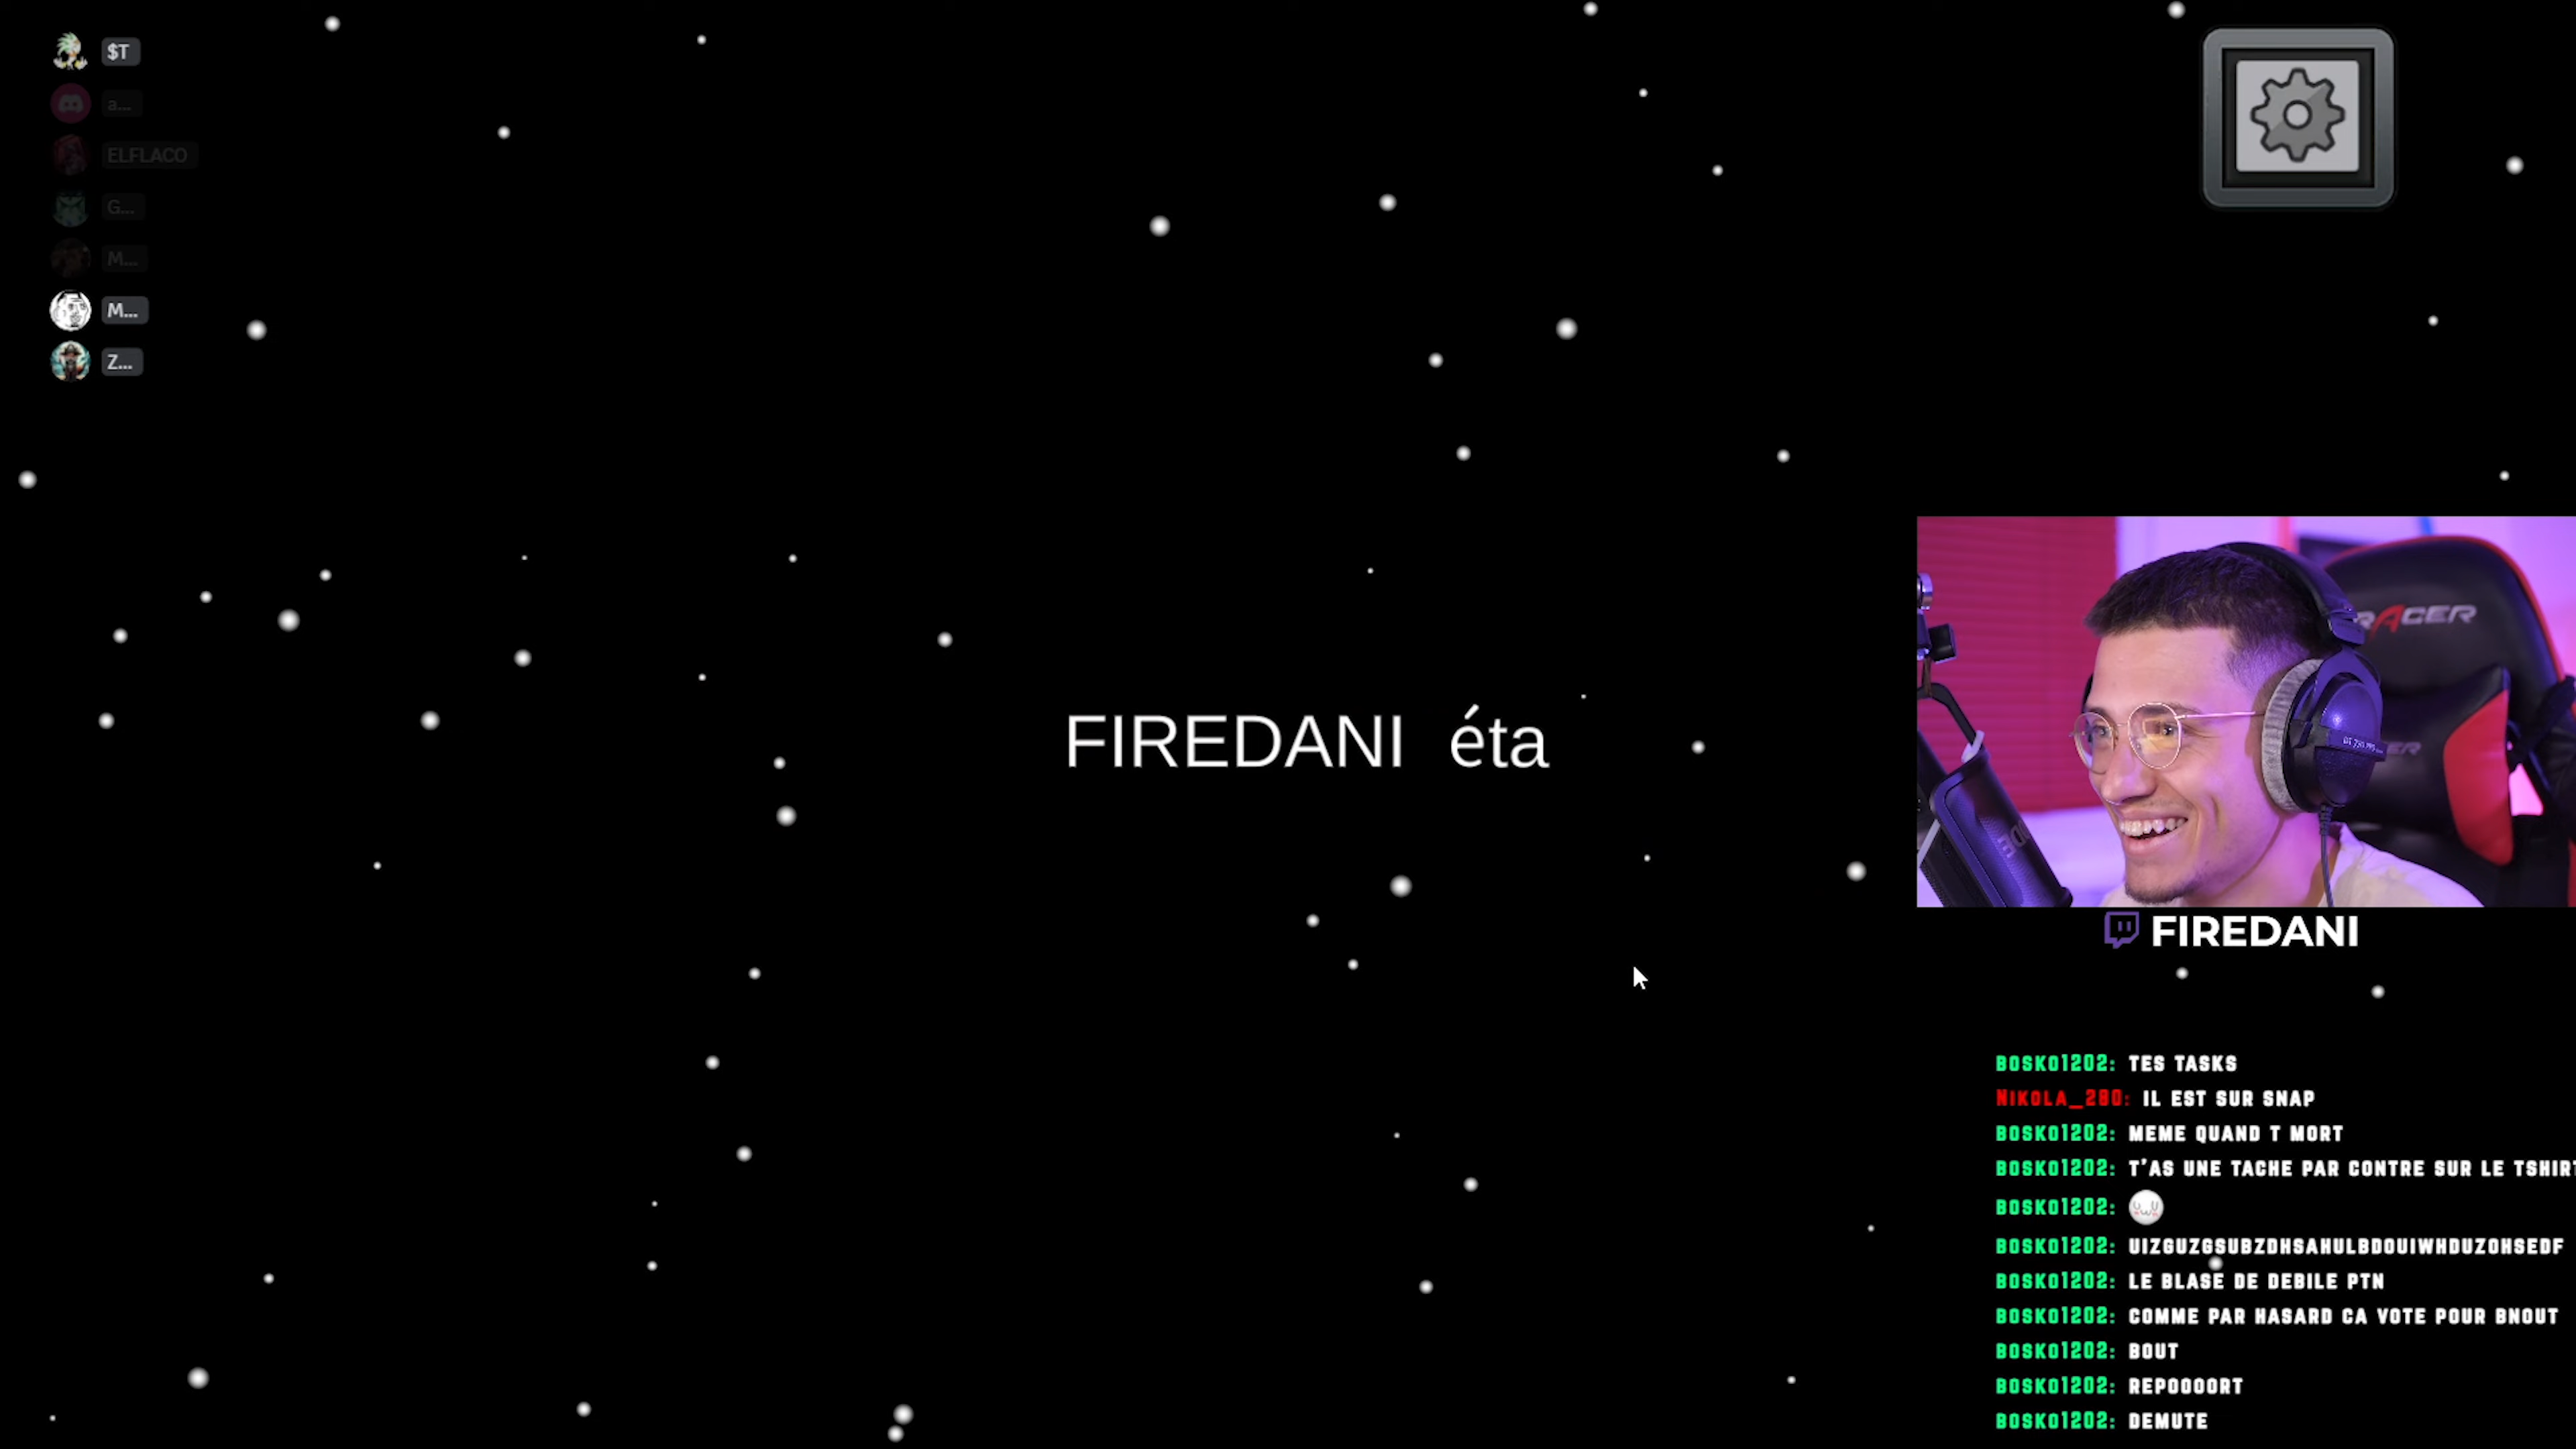 $T
a...
ELFLACO
G...
M...
M...
Z...
FIREDANI éta
RACER
FIREDANI
BOSKO1202: TES TASKS
NIKOLA_280: IL EST SUR SNAP
BOSKO1202: MEME QUAND T MORT
BOSKO1202: T'AS UNE TACHE PAR CONTRE SUR LE TSHIRT
BOSKO1202:
BOSKO1202: UIZGUZGSUBZDHSAHULBDOUIWHDUZOHSEDF
BOSKO1202: LE BLASE DE DEBILE PTN
BOSKO1202: COMME PAR HASARD CA VOTE POUR BNOUT
BOSKO1202: BOUT
BOSKO1202: REPOOOORT
BOSKO1202: DEMUTE